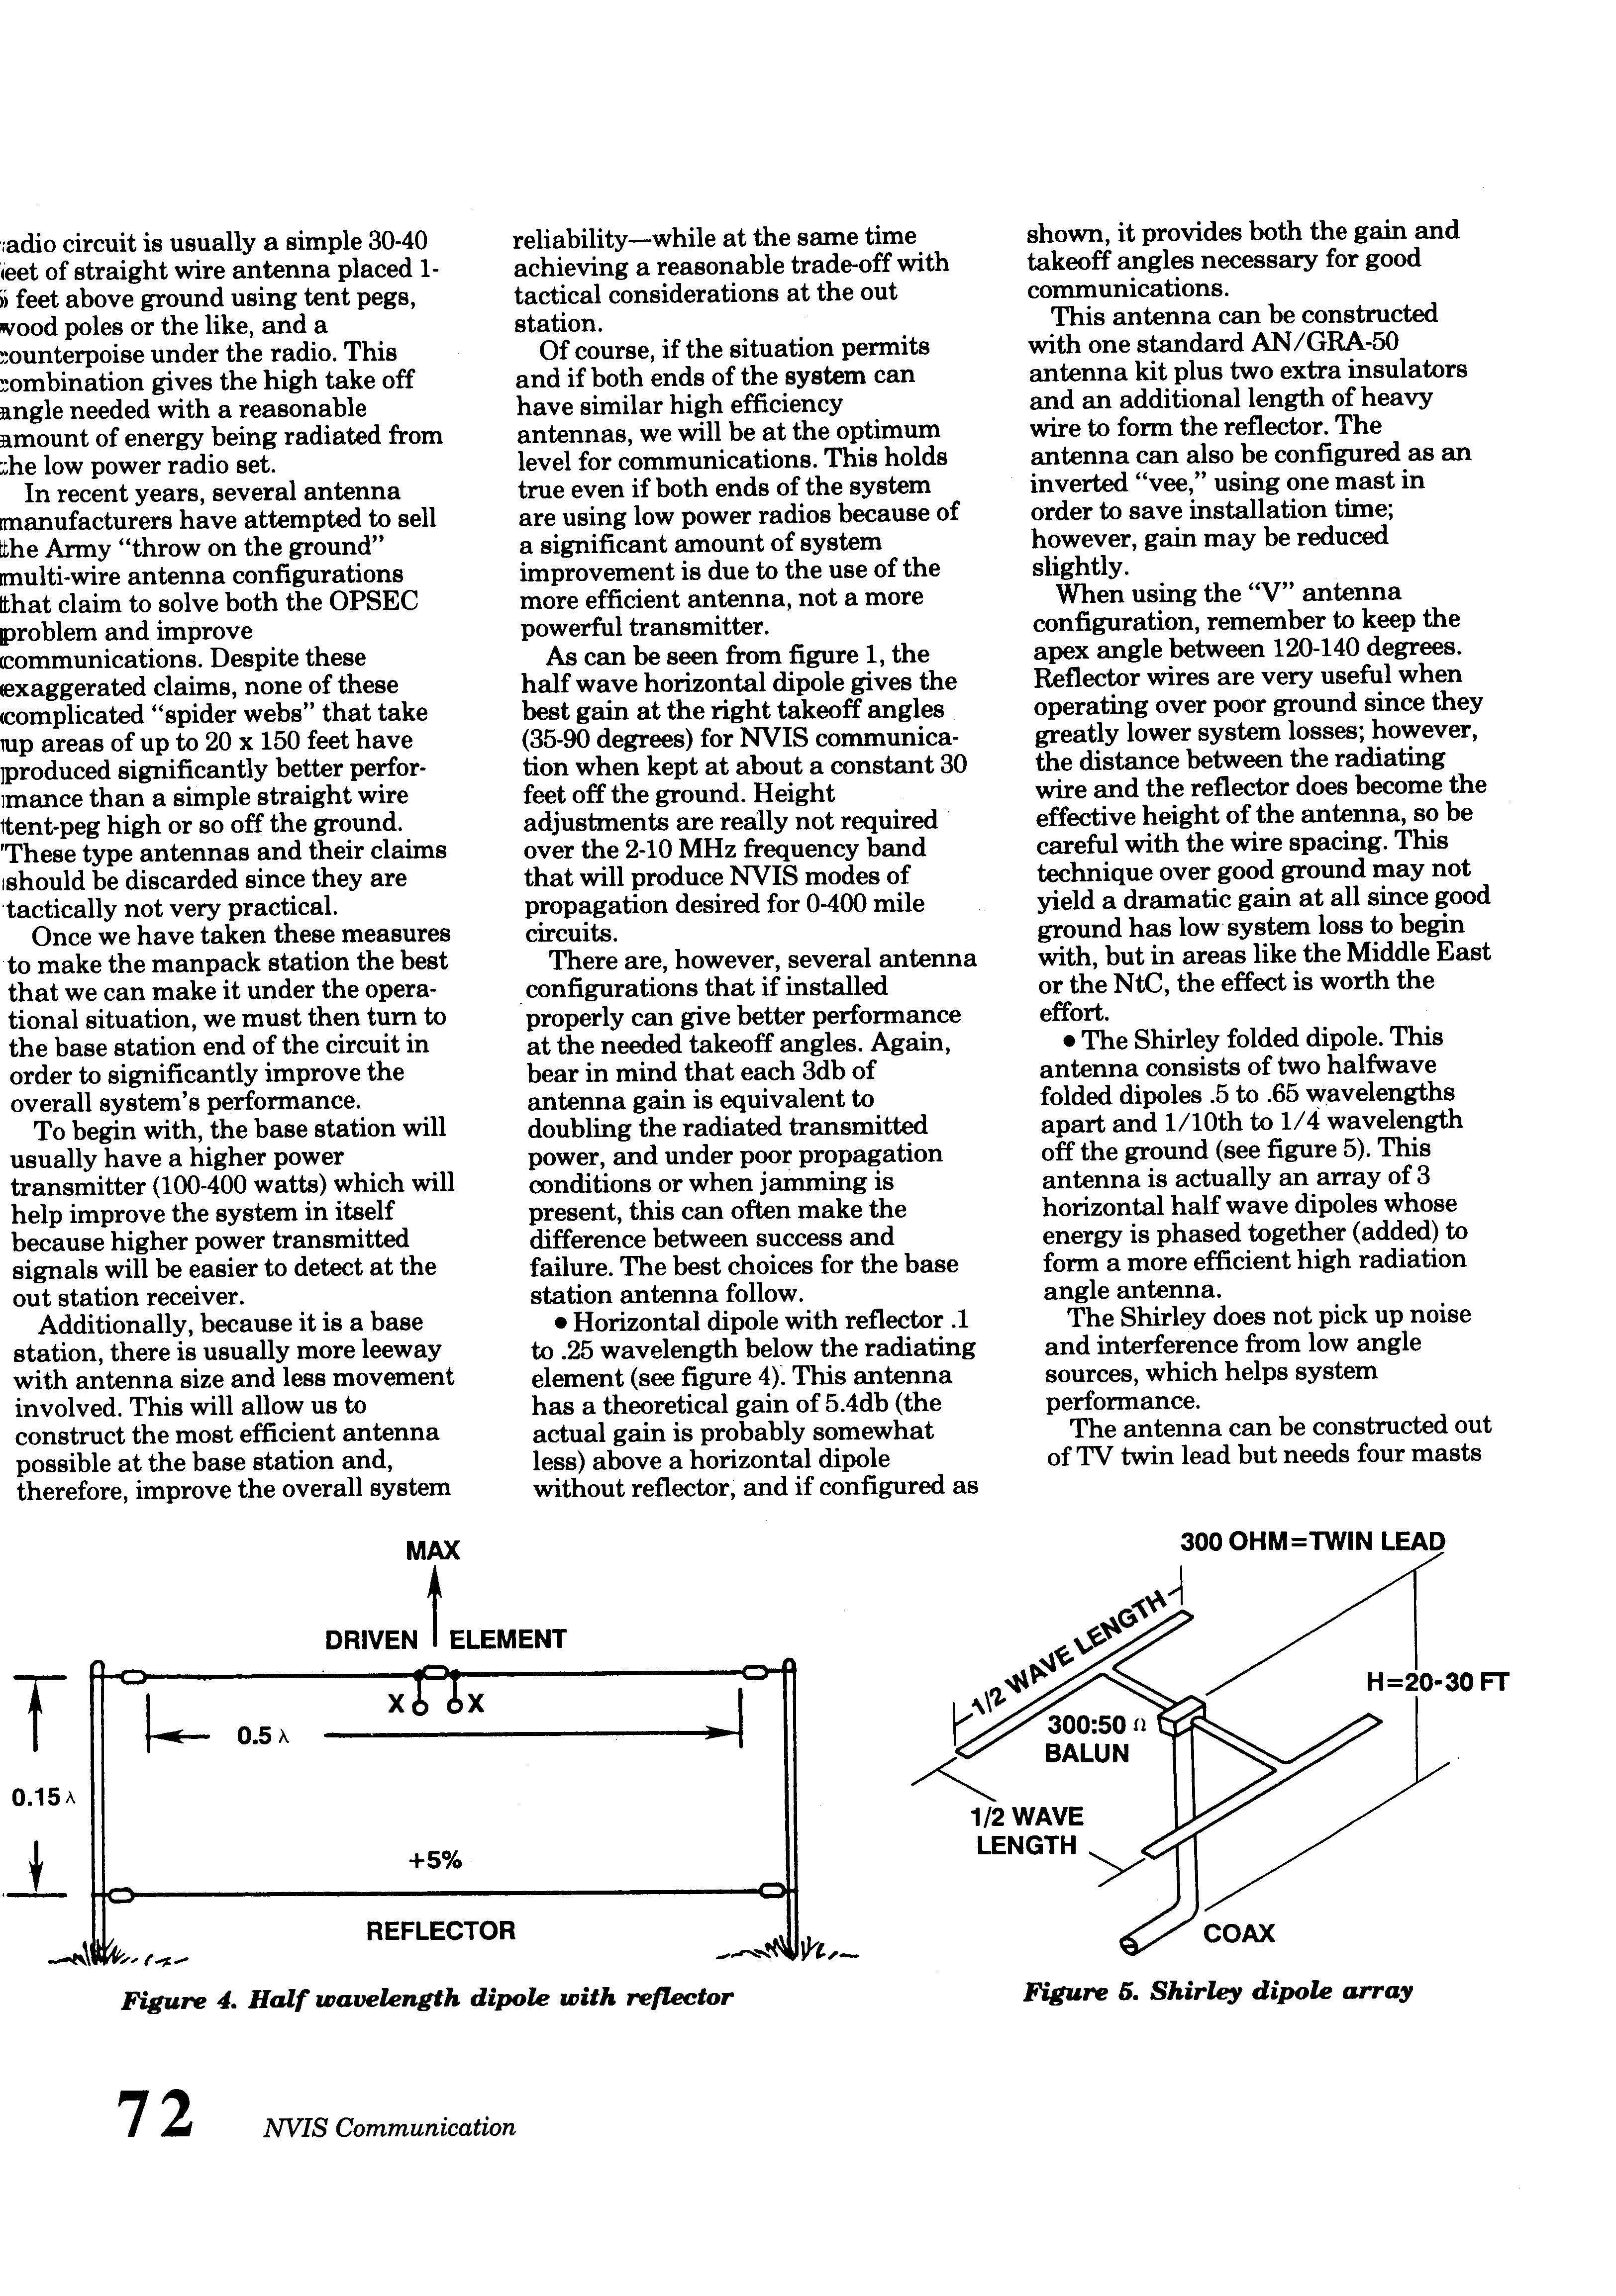 radio circuit is usually a simple 30-40
feet of straight wire antenna placed 1-
feet above ground using tent pegs,
wood poles or the like, and a
counterpoise under the radio. This
combination gives the high take off
angle needed with a reasonable
amount of energy being radiated from
the low power radio set.
In recent years, several antenna
manufacturers have attempted to sell
the Army “throw on the ground”
multi-wire antenna configurations
that claim to solve both the OPSEC
problem and improve
communications. Despite these
exaggerated claims, none of these
complicated “spider webs” that take
up areas of up to 20 x 150 feet have
produced significantly better perfor-
mance than a simple straight wire
tent-peg high or so off the ground.
These type antennas and their claims
should be discarded since they are
tactically not very practical.
Once we have taken these measures
to make the manpack station the best
that we can make it under the opera-
tional situation, we must then turn to
the base station end of the circuit in
order to significantly improve the
overall system's performance.
To begin with, the base station will
usually have a higher power
transmitter (100-400 watts) which will
help improve the system in itself
because higher power transmitted
signals will be easier to detect at the
out station receiver.
Additionally, because it is a base
station, there is usually more leeway
with antenna size and less movement
involved. This will allow us to
construct the most efficient antenna
possible at the base station and,
therefore, improve the overall system
reliability—while at the same time
achieving a reasonable trade-off with
tactical considerations at the out
station.
Of course, if the situation permits
and if both ends of the system can
have similar high efficiency
antennas, we will be at the optimum
level for communications. This holds
true even if both ends of the system
are using low power radios because of
a significant amount of system
improvement is due to the use of the
more efficient antenna, not a more
powerful transmitter.
As can be seen from figure 1, the
half wave horizontal dipole gives the
best gain at the right takeoff angles
(35-90 degrees) for NVIS communica-
tion when kept at about a constant 30
feet off the ground. Height
adjustments are really not required
over the 2-10 MHz frequency band
that will produce NVIS modes of
propagation desired for 0-400 mile
circuits.
There are, however, several antenna
configurations that if installed
properly can give better performance
at the needed takeoff angles. Again,
bear in mind that each 3db of
antenna gain is equivalent to
doubling the radiated transmitted
power, and under poor propagation
conditions or when jamming is
present, this can often make the
difference between success and
failure. The best choices for the base
station antenna follow.
● Horizontal dipole with reflector .1
to .25 wavelength below the radiating
element (see figure 4). This antenna
has a theoretical gain of 5.4db (the
actual gain is probably somewhat
less) above a horizontal dipole
without reflector, and if configured as
shown, it provides both the gain and
takeoff angles necessary for good
communications.
This antenna can be constructed
with one standard AN/GRA-50
antenna kit plus two extra insulators
and an additional length of heavy
wire to form the reflector. The
antenna can also be configured as an
inverted “vee,” using one mast in
order to save installation time;
however, gain may be reduced
slightly.
When using the “V” antenna
configuration, remember to keep the
apex angle between 120-140 degrees.
Reflector wires are very useful when
operating over poor ground since they
greatly lower system losses; however,
the distance between the radiating
wire and the reflector does become the
effective height of the antenna, so be
careful with the wire spacing. This
technique over good ground may not
yield a dramatic gain at all since good
ground has low system loss to begin
with, but in areas like the Middle East
or the NtC, the effect is worth the
effort.
● The Shirley folded dipole. This
antenna consists of two halfwave
folded dipoles .5 to .65 wavelengths
apart and 1/10th to 1/4 wavelength
off the ground (see figure 5). This
antenna is actually an array of 3
horizontal half wave dipoles whose
energy is phased together (added) to
form a more efficient high radiation
angle antenna.
The Shirley does not pick up noise
and interference from low angle
sources, which helps system
performance.
The antenna can be constructed out
of TV twin lead but needs four masts
MAX
DRIVEN ELEMENT
X X
0.5 λ
0.15 λ
+5%
REFLECTOR
Figure 4. Half wavelength dipole with reflector
300 OHM=TWIN LEAD
1/2 WAVE LENGTH
H=20-30 FT
300:50 Ω
BALUN
1/2 WAVE
LENGTH
COAX
Figure 5. Shirley dipole array
72 NVIS Communication